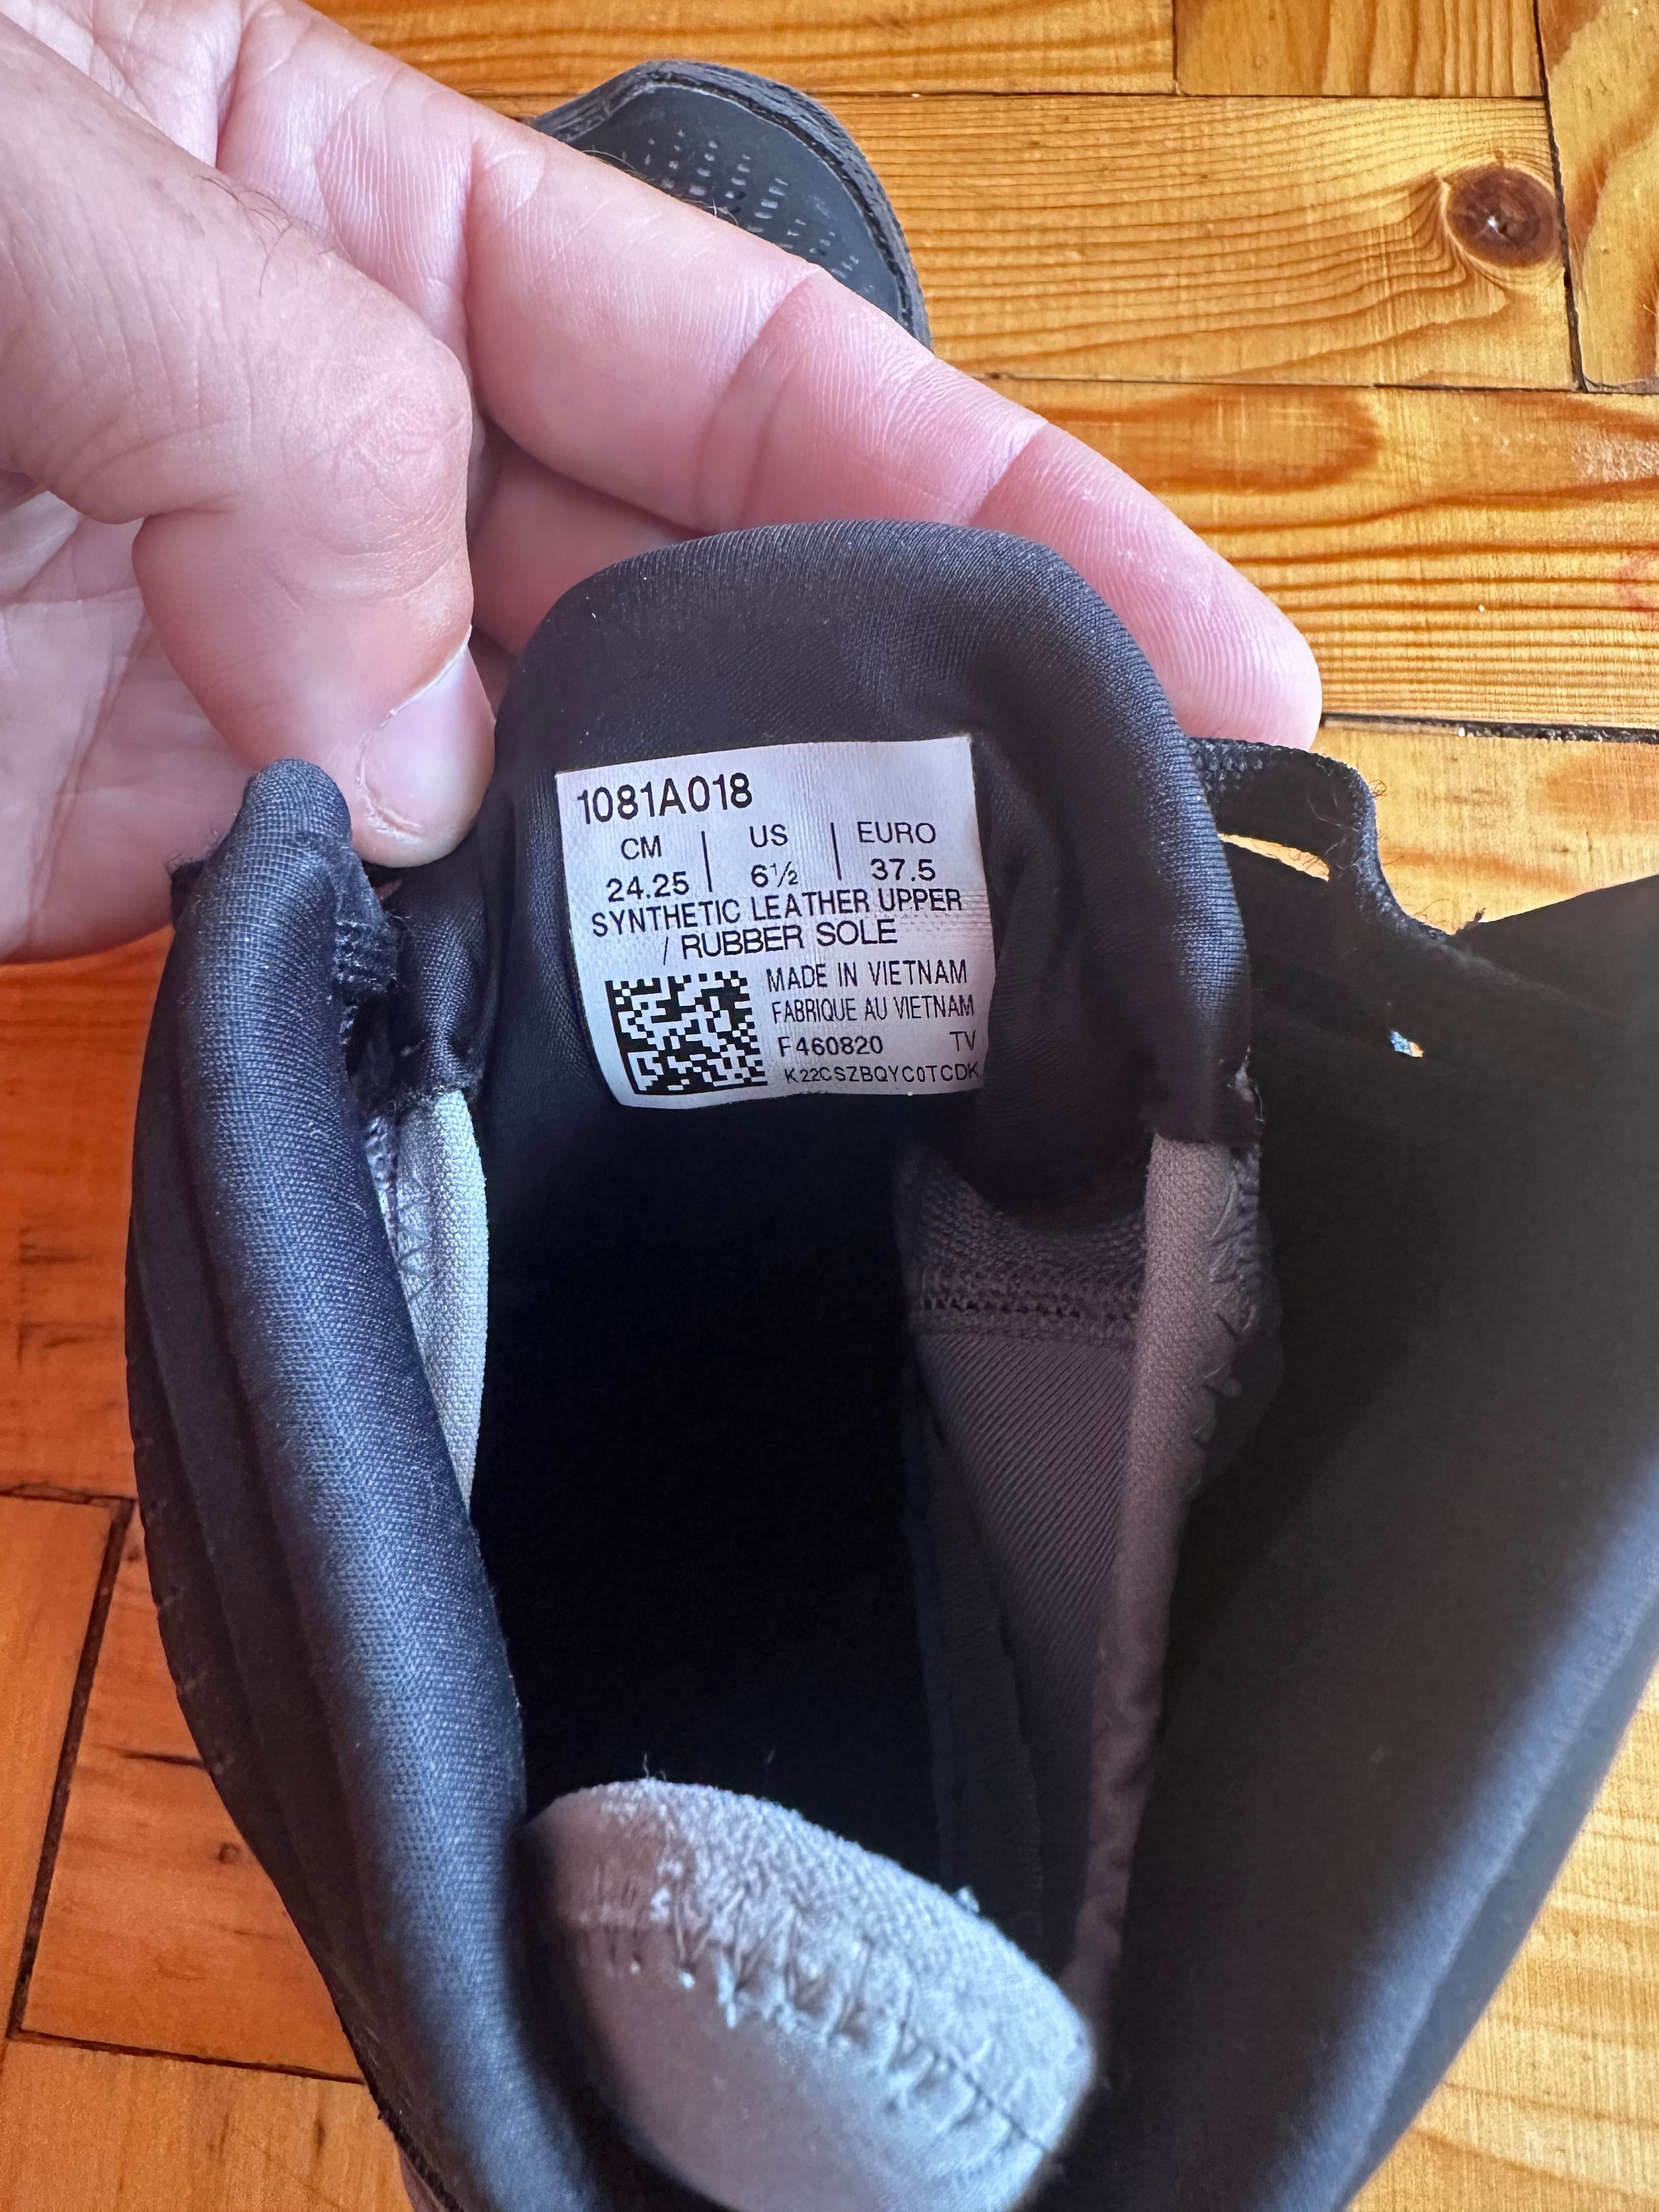 1081A018
CM | US | EURO
24.25 | 6½ | 37.5
SYNTHETIC LEATHER UPPER
/ RUBBER SOLE
MADE IN VIETNAM
FABRIQUE AU VIETNAM
F460820 TV
K22CSZBQYC0TCDK